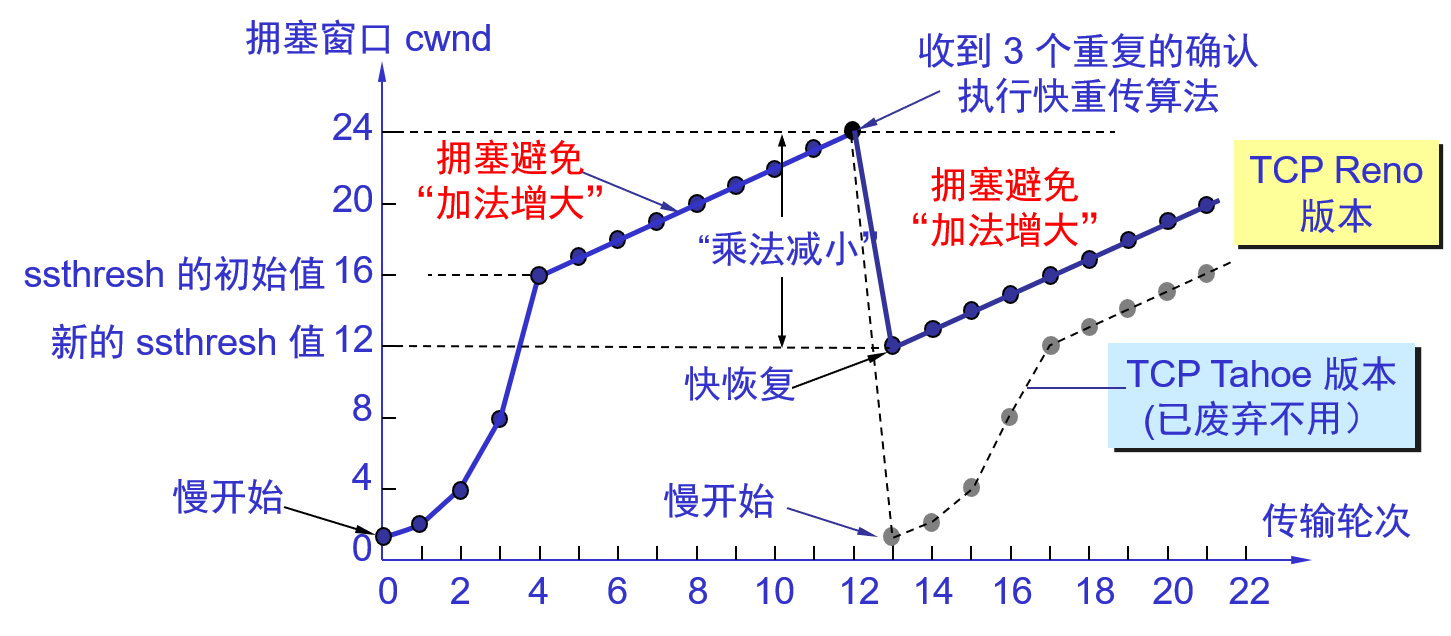 拥塞窗口 cwnd
收到 3 个重复的确认
执行快重传算法
24
拥塞避免
“加法增大”
拥塞避免
“加法增大”
TCP Reno
版本
20
“乘法减小”
ssthresh 的初始值 16
新的 ssthresh 值 12
快恢复
TCP Tahoe 版本
(已废弃不用）
8
4
慢开始
慢开始
传输轮次
0
0 2 4 6 8 10 12 14 16 18 20 22